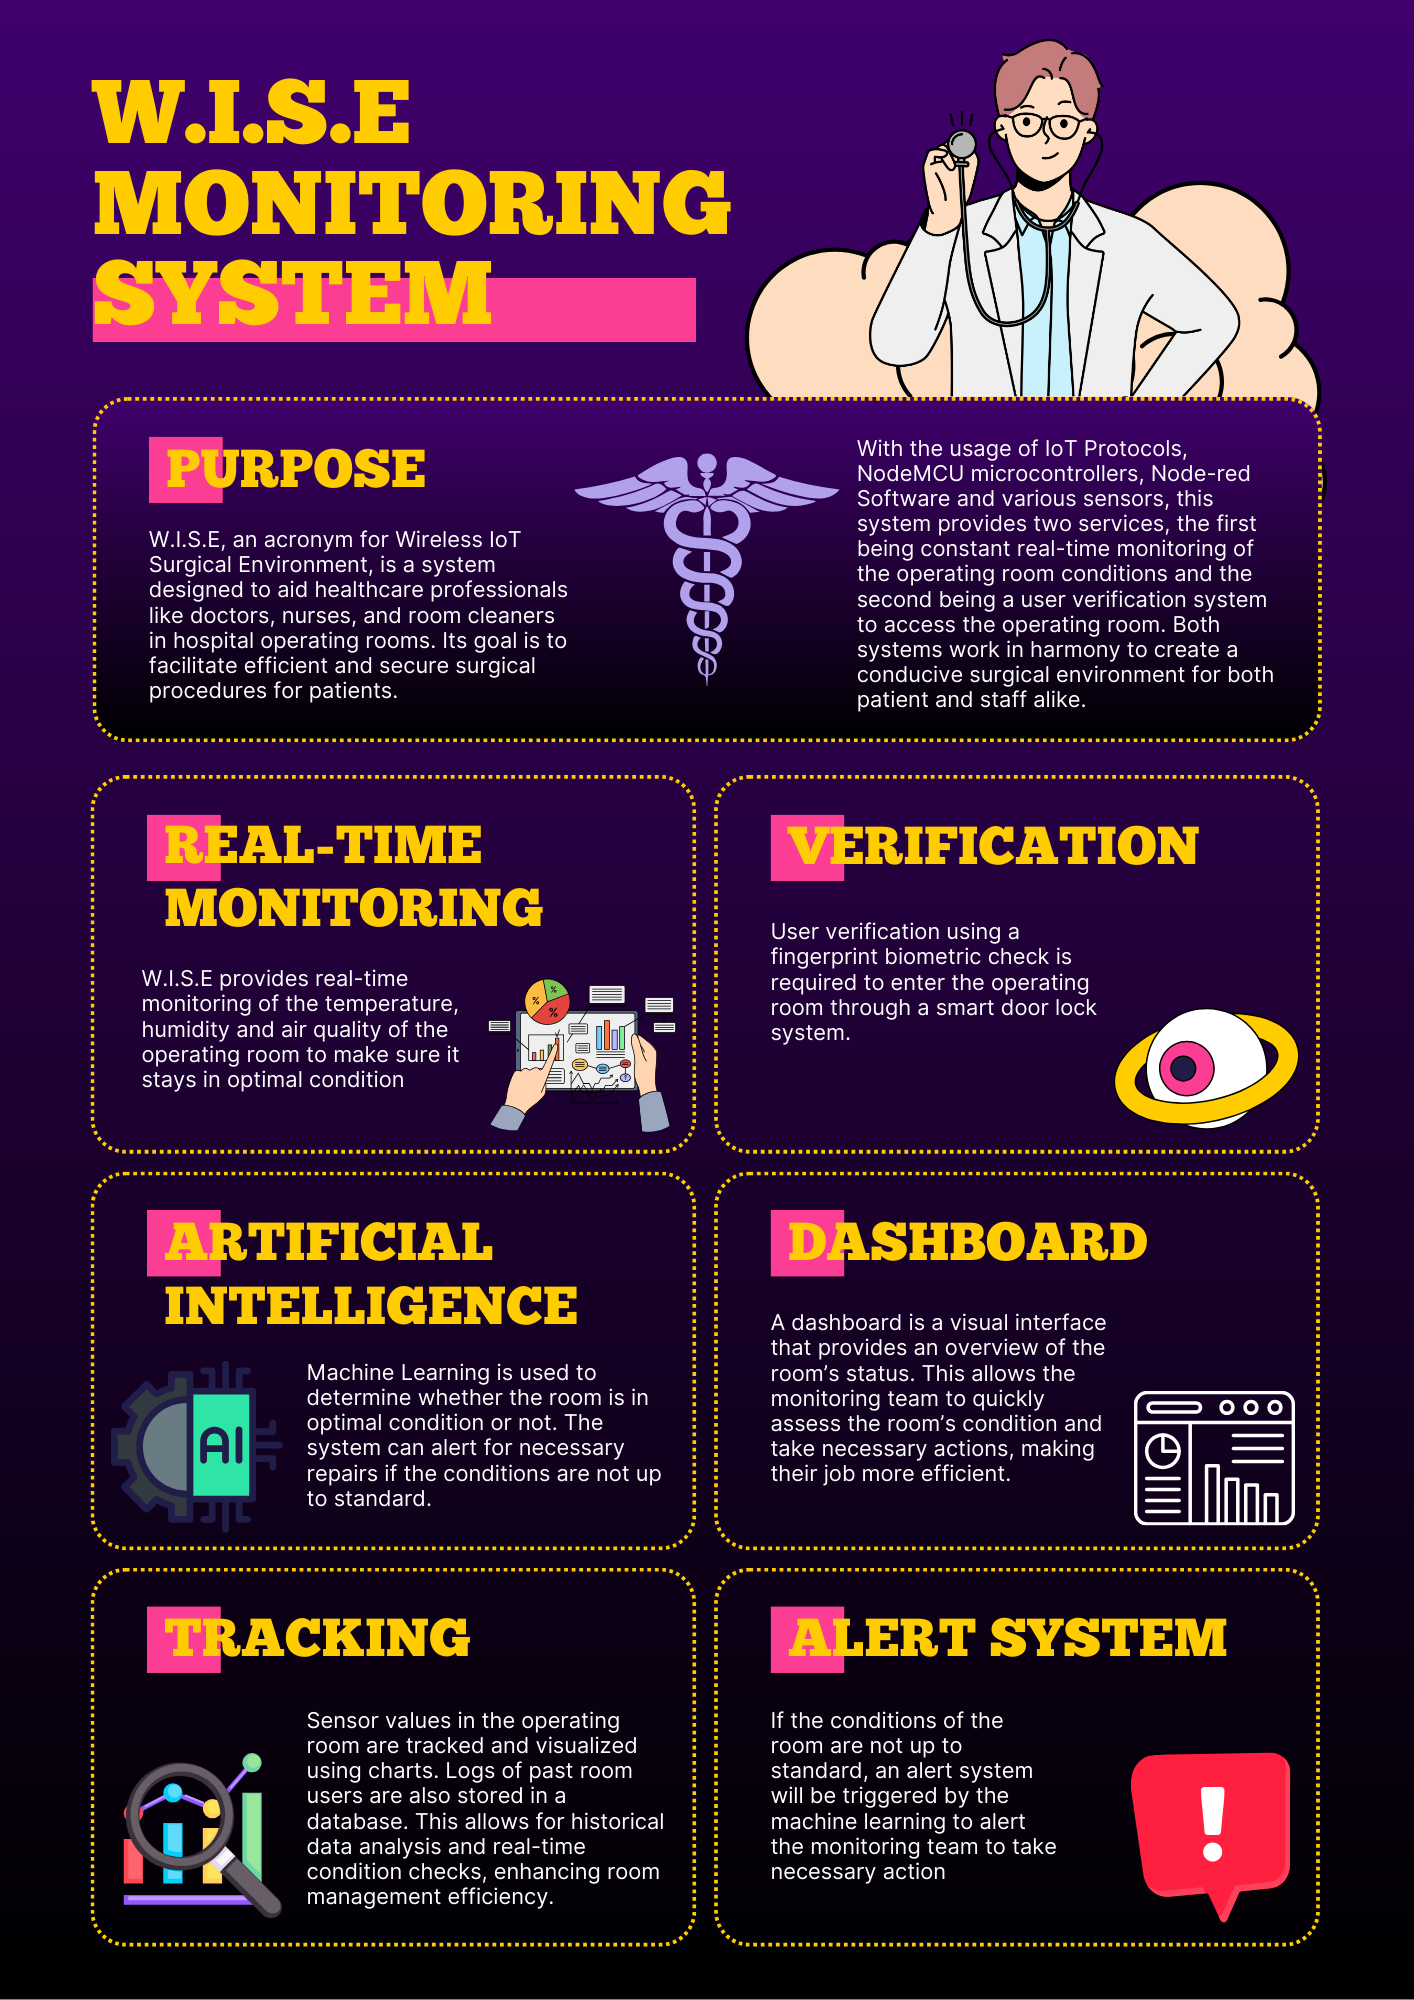 W.I.S.E
MONITORING
SYSTEM
PURPOSE
W.I.S.E, an acronym for Wireless IoT
Surgical Environment, is a system
designed to aid healthcare professionals
like doctors, nurses, and room cleaners
in hospital operating rooms. Its goal is to
facilitate efficient and secure surgical
procedures for patients.
With the usage of IoT Protocols,
NodeMCU microcontrollers, Node-red
Software and various sensors, this
system provides two services, the first
being constant real-time monitoring of
the operating room conditions and the
second being a user verification system
to access the operating room. Both
systems work in harmony to create a
conducive surgical environment for both
patient and staff alike.
REAL-TIME
MONITORING
W.I.S.E provides real-time
monitoring of the temperature,
humidity and air quality of the
operating room to make sure it
stays in optimal condition
%
%
%
VERIFICATION
User verification using a
fingerprint biometric check is
required to enter the operating
room through a smart door lock
system.
ARTIFICIAL
INTELLIGENCE
AI
Machine Learning is used to
determine whether the room is in
optimal condition or not. The
system can alert for necessary
repairs if the conditions are not up
to standard.
DASHBOARD
A dashboard is a visual interface
that provides an overview of the
room's status. This allows the
monitoring team to quickly
assess the room's condition and
take necessary actions, making
their job more efficient.
TRACKING
Sensor values in the operating
room are tracked and visualized
using charts. Logs of past room
users are also stored in a
database. This allows for historical
data analysis and real-time
condition checks, enhancing room
management efficiency.
ALERT SYSTEM
If the conditions of the
room are not up to
standard, an alert system
will be triggered by the
machine learning to alert
the monitoring team to take
necessary action
!